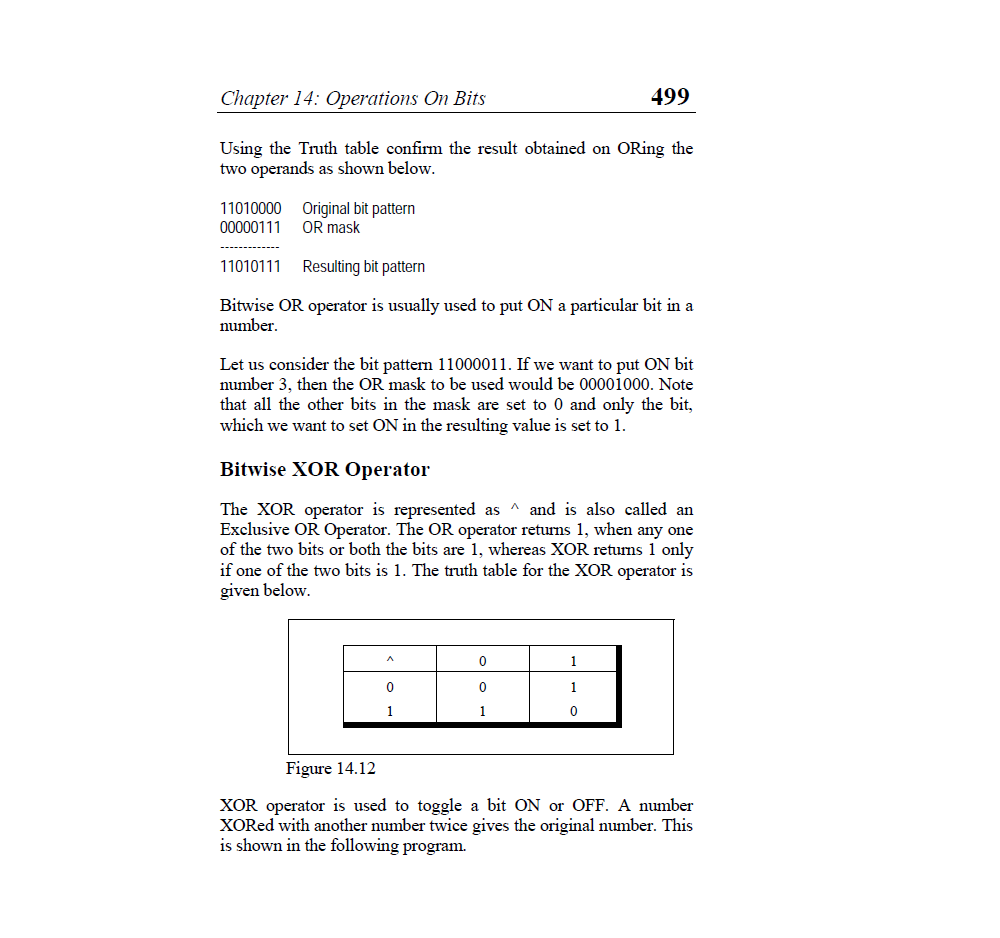 Chapter 14: Operations On Bits 499
Using the Truth table confirm the result obtained on ORing the
two operands as shown below.
11010000 Original bit pattern
00000111 OR mask
-------------
11010111 Resulting bit pattern
Bitwise OR operator is usually used to put ON a particular bit in a
number.
Let us consider the bit pattern 11000011. If we want to put ON bit
number 3, then the OR mask to be used would be 00001000. Note
that all the other bits in the mask are set to 0 and only the bit,
which we want to set ON in the resulting value is set to 1.
Bitwise XOR Operator
The XOR operator is represented as ^ and is also called an
Exclusive OR Operator. The OR operator returns 1, when any one
of the two bits or both the bits are 1, whereas XOR returns 1 only
if one of the two bits is 1. The truth table for the XOR operator is
given below.
^ 0 1
0 0 1
1 1 0
Figure 14.12
XOR operator is used to toggle a bit ON or OFF. A number
XORed with another number twice gives the original number. This
is shown in the following program.